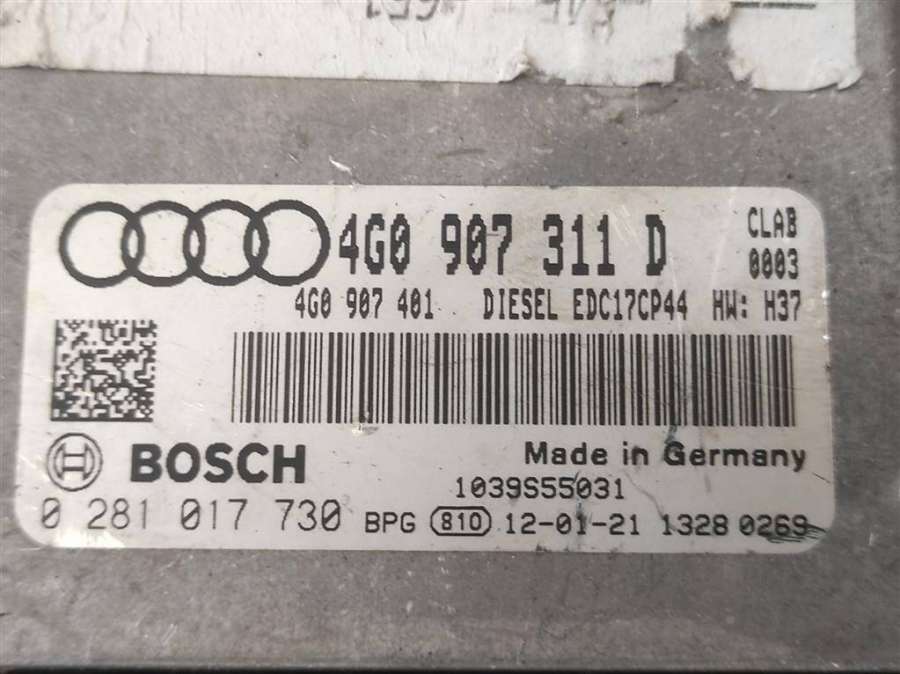 4G0 907 311 D CLAB 0003
4G0 907 401 DIESEL EDC17CP44 HW: H37
BOSCH
Made in Germany
1039S55031
0 281 017 730 BPG 810 12-01-21 1328 0269